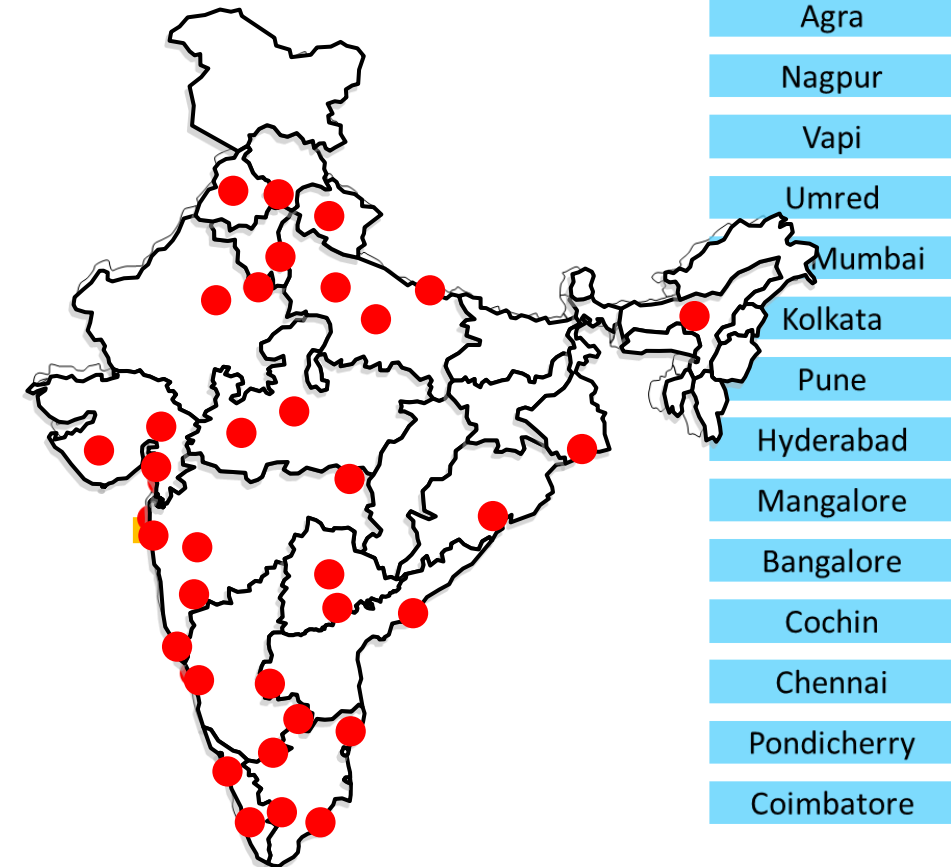 Agra
Nagpur
Vapi
Umred
Mumbai
Kolkata
Pune
Hyderabad
Mangalore
Bangalore
Cochin
Chennai
Pondicherry
Coimbatore